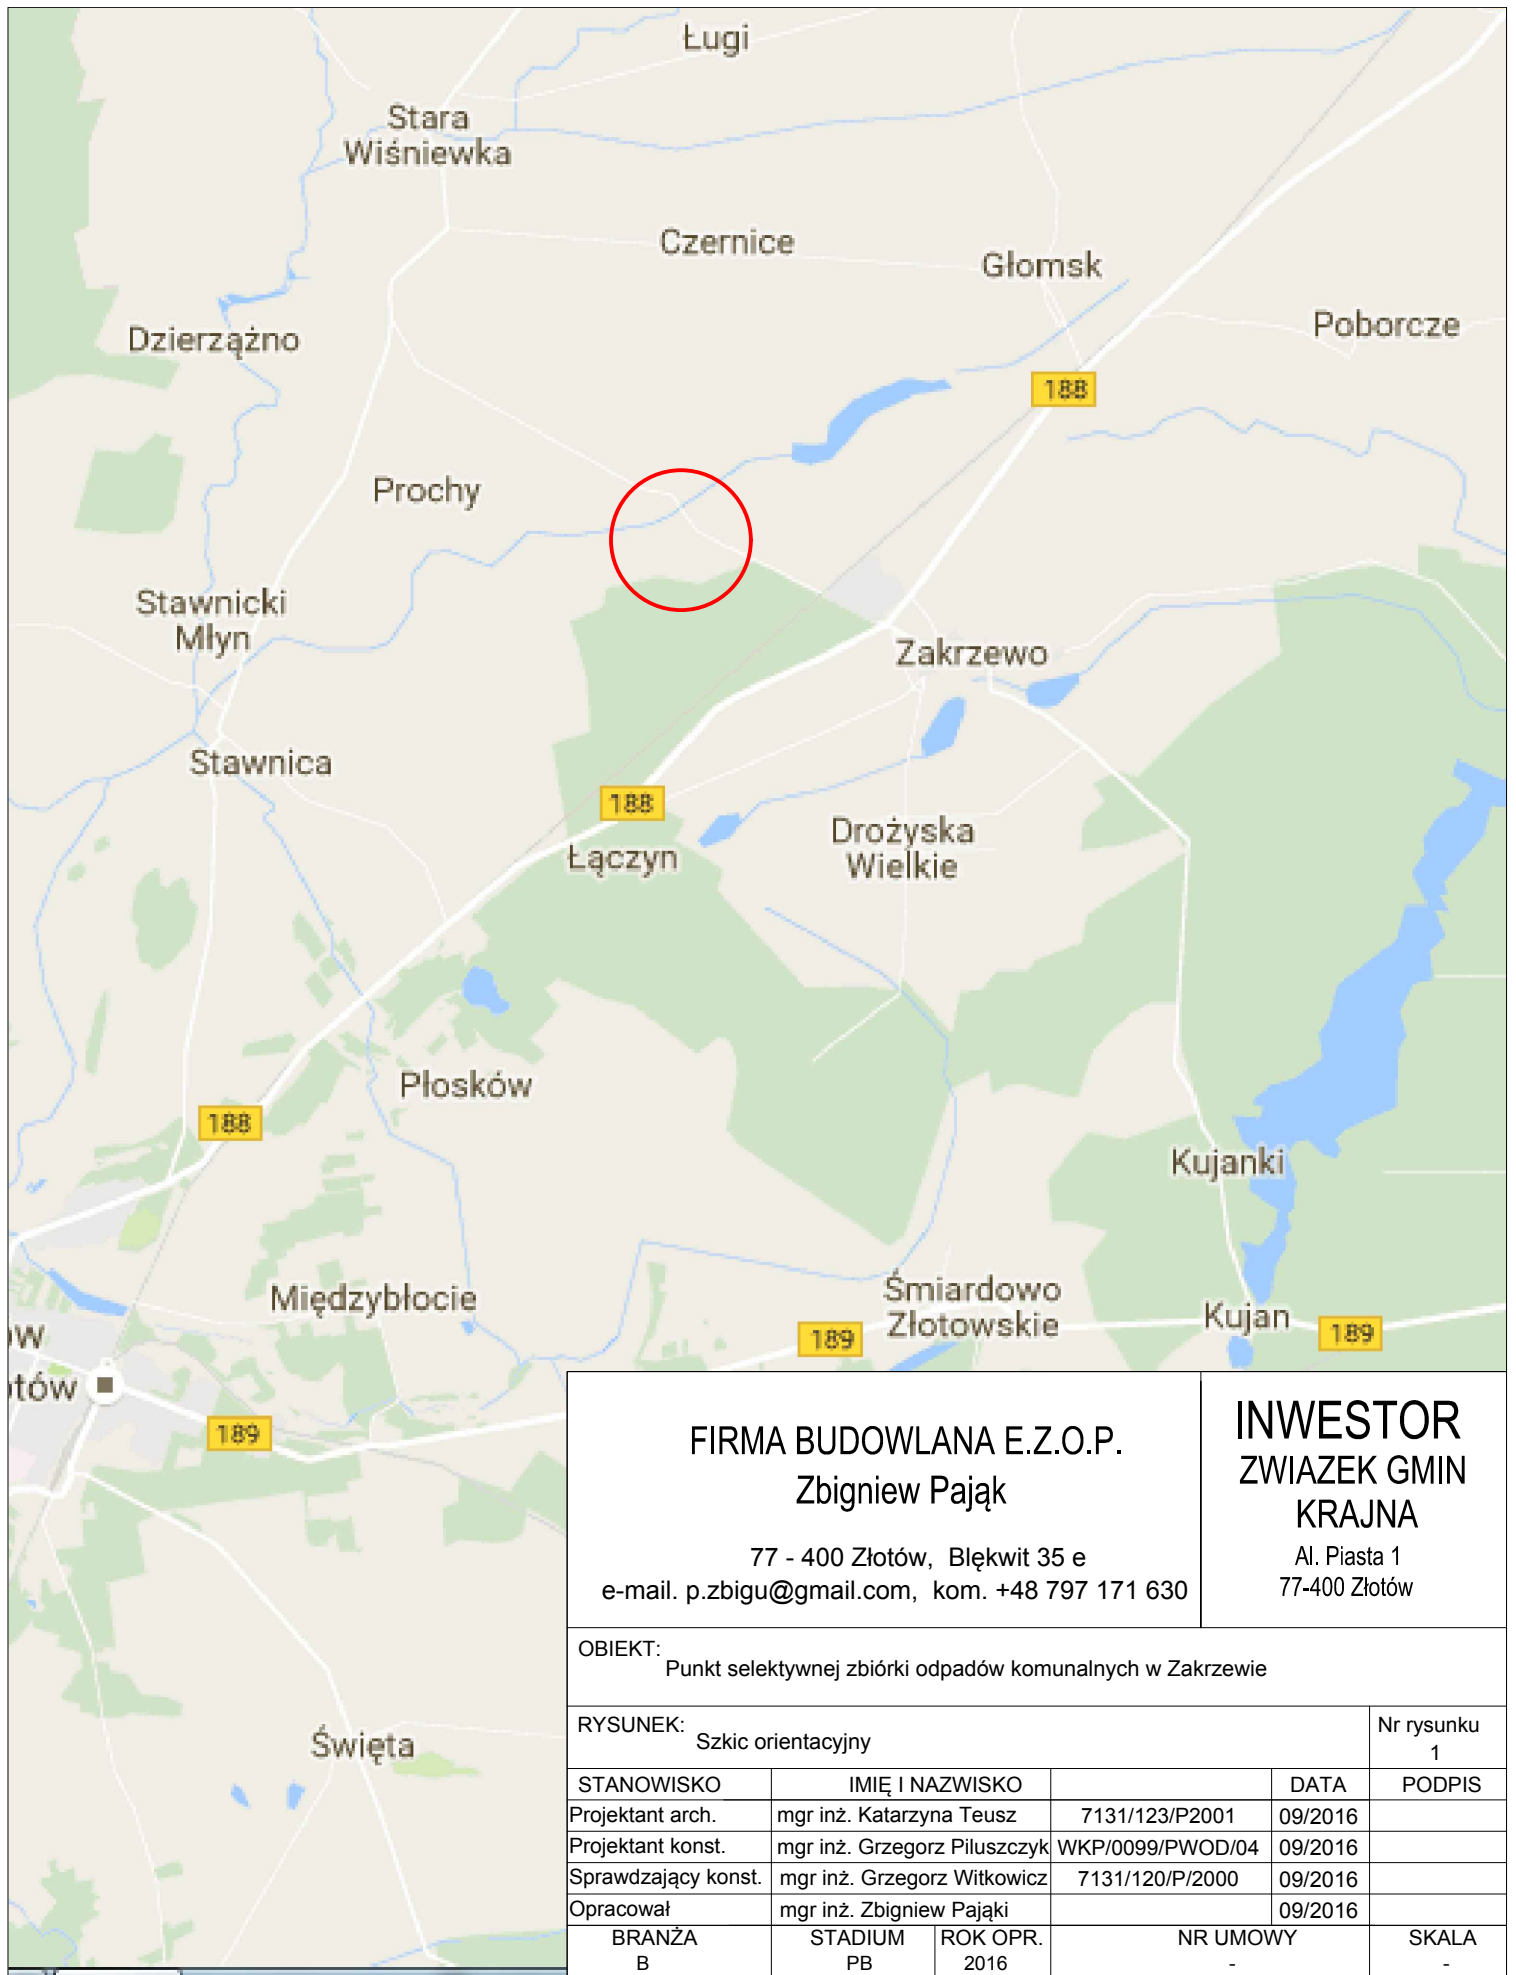 Ługi
Stara
Wiśniewka
Czernice
Głomsk
Dzierzążno
Poborcze
188
Prochy
Stawnicki
Młyn
Zakrzewo
Stawnica
188
Drożyska
Wielkie
Łączyn
Płosków
188
Kujanki
Międzybłocie
Śmiardowo
Złotowskie
Kujan
189
189
ów
otów
189
Święta
FIRMA BUDOWLANA E.Z.O.P.
Zbigniew Pająk
77 - 400 Złotów, Blękwit 35 e
e-mail. p.zbigu@gmail.com, kom. +48 797 171 630
INWESTOR
ZWIAZEK GMIN
KRAJNA
Al. Piasta 1
77-400 Złotów
OBIEKT:
Punkt selektywnej zbiórki odpadów komunalnych w Zakrzewie
RYSUNEK:
Szkic orientacyjny
Nr rysunku
1
STANOWISKO IMIĘ I NAZWISKO DATA PODPIS
Projektant arch. mgr inż. Katarzyna Teusz 7131/123/P2001 09/2016
Projektant konst. mgr inż. Grzegorz Piluszczyk WKP/0099/PWOD/04 09/2016
Sprawdzający konst. mgr inż. Grzegorz Witkowicz 7131/120/P/2000 09/2016
Opracował mgr inż. Zbigniew Pająki 09/2016
BRANŻA STADIUM ROK OPR. NR UMOWY SKALA
B PB 2016 - -